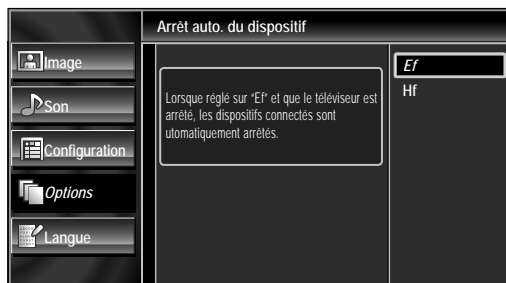 Arrêt auto. du dispositif
Image
Son
Configuration
Options
Langue
Lorsque réglé sur "Ef" et que le téléviseur est
arrêté, les dispositifs connectés sont
utomatiquement arrêtés.
Ef
Hf